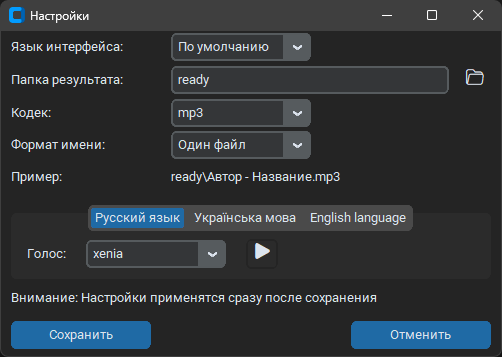 Настройки
Язык интерфейса: По умолчанию
Папка результата: ready
Кодек: mp3
Формат имени: Один файл
Пример: ready\Автор - Название.mp3
Русский язык Українська мова English language
Голос: xenia
Внимание: Настройки применятся сразу после сохранения
Сохранить Отменить